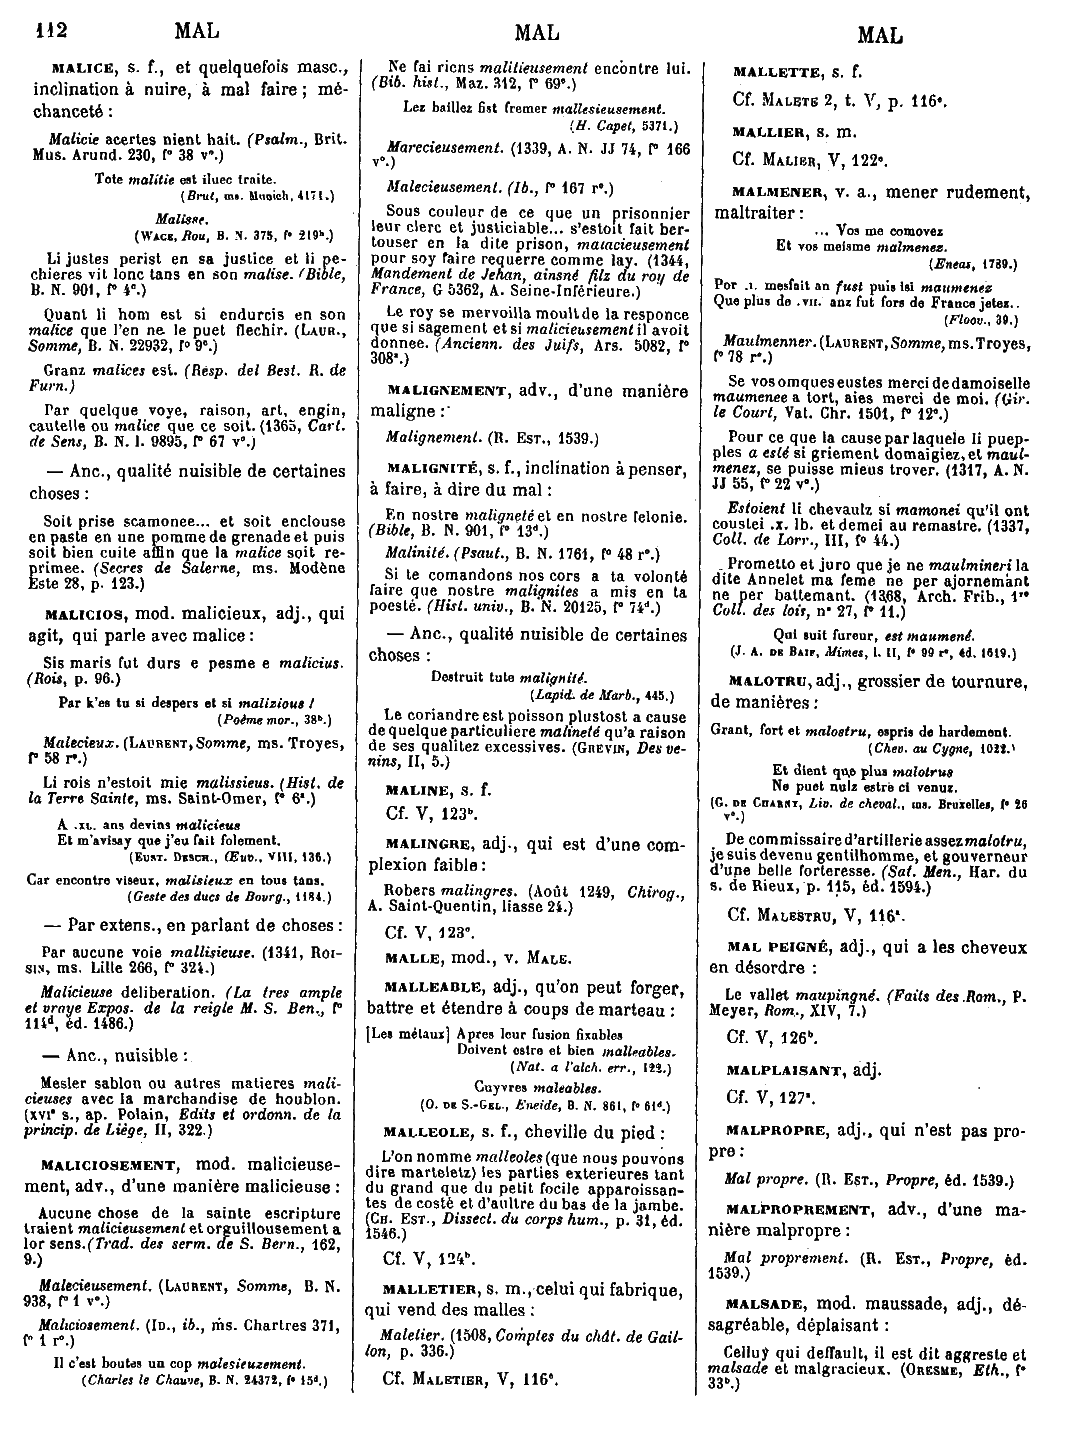 112 MAL MAL MAL
MALICE, s. f., et quelquefois masc.,
inclination à nuire, à mal faire ; mé-
chanceté :
Malicie acertes nient hait. (Psalm., Brit.
Mus. Arund. 230, f° 38 v°.)
Tote malitie est iluec traite.
(Brut, ms. Munich, 4171.)
Malisse.
(WACE, Rou, B. N. 375, f° 219ᵇ.)
Li justes perist en sa justice et li pe-
chieres vit lonc tans en son malise. (Bible,
B. N. 901, f° 4ᶜ.)
Quant li hom est si endurcis en son
malice que l'en ne le puet flechir. (LAUR.,
Somme, B. N. 22932, f° 9ᵒ.)
Granz malices est. (Resp. del Best. R. de
Furn.)
Par quelque voye, raison, art, engin,
cautelle ou malice que ce soit. (1365, Cart.
de Sens, B. N. l. 9895, f° 67 v°.)
— Anc., qualité nuisible de certaines
choses :
Soit prise scamonee... et soit enclouse
en paste en une pomme de grenade et puis
soit bien cuite affin que la malice soit re-
primee. (Secres de Salerne, ms. Modène
Este 28, p. 123.)
MALICIOS, mod. malicieux, adj., qui
agit, qui parle avec malice :
Sis maris fut durs e pesme e malicius.
(Rois, p. 96.)
Par k'es tu si despers et si malizious !
(Poème mor., 38ᵇ.)
Malecieux. (LAURENT, Somme, ms. Troyes,
f° 58 r°.)
Li rois n'estoit mie malissieus. (Hist. de
la Terre Sainte, ms. Saint-Omer, f° 6ᵃ.)
A .XL. ans devins malicieus
Et m'avisay que j'eu fait folement.
(EUST. DESCH., Œuv., VIII, 136.)
Car encontre viseux, malisieux en tous tans.
(Geste des ducs de Bourg., 1184.)
— Par extens., en parlant de choses :
Par aucune voie mallisieuse. (1341, ROI-
SIN, ms. Lille 266, f° 324.)
Malicieuse deliberation. (La tres ample
et vraye Expos. de la reigle M. S. Ben., f°
114ᵈ, éd. 1486.)
— Anc., nuisible :
Mesler sablon ou autres matieres mali-
cieuses avec la marchandise de houblon.
(XVIᵉ s., ap. Polain, Edits et ordonn. de la
princip. de Liège, II, 322.)
MALICIOSEMENT, mod. malicieuse-
ment, adv., d'une manière malicieuse :
Aucune chose de la sainte escripture
traient malicieusement et orguillousement a
lor sens. (Trad. des serm. de S. Bern., 162,
9.)
Malecieusement. (LAURENT, Somme, B. N.
938, f° 1 v°.)
Maliciosement. (ID., ib., ms. Chartres 371,
f° 1 r°.)
Il c'est boutes un cop malesieuzement.
(Charles le Chauve, B. N. 24372, f° 15ᵈ.)
Ne fai riens malitieusement encontre lui.
(Bib. hist., Maz. 312, f° 69ᵉ.)
Lez baillez fist fremer mallesieusement.
(H. Capet, 5371.)
Marecieusement. (1339, A. N. JJ 74, f° 166
v°.)
Malecieusement. (Ib., f° 167 r°.)
Sous couleur de ce que un prisonnier
leur clerc et justiciable... s'estoit fait ber-
touser en la dite prison, malacieusement
pour soy faire requerre comme lay. (1344,
Mandement de Jehan, ainsné filz du roy de
France, G 5362, A. Seine-Inférieure.)
Le roy se mervoilla moult de la responce
que si sagement et si malicieusement il avoit
donnee. (Ancienn. des Juifs, Ars. 5082, f°
308ᵃ.)
MALIGNEMENT, adv., d'une manière
maligne :
Malignement. (R. EST., 1539.)
MALIGNITÉ, s. f., inclination à penser,
à faire, à dire du mal :
En nostre maligneté et en nostre felonie.
(Bible, B. N. 901, f° 13ᵈ.)
Malinité. (Psaut., B. N. 1761, f° 48 r°.)
Si te comandons nos cors a ta volonté
faire que nostre malignites a mis en ta
poesté. (Hist. univ., B. N. 20125, f° 74ᵈ.)
— Anc., qualité nuisible de certaines
choses :
Destruit tute malignité.
(Lapid. de Marb., 445.)
Le coriandre est poisson plustost a cause
de quelque particuliere malineté qu'a raison
de ses qualitez excessives. (GREVIN, Des ve-
nins, II, 5.)
MALINE, s. f.
Cf. V, 123ᵇ.
MALINGRE, adj., qui est d'une com-
plexion faible :
Robers malingres. (Août 1249, Chirog.,
A. Saint-Quentin, liasse 24.)
Cf. V, 123ᶜ.
MALLE, mod., v. MALE.
MALLEABLE, adj., qu'on peut forger,
battre et étendre à coups de marteau :
[Les métaux] Apres leur fusion fixables
Doivent estre et bien malleables.
(Nat. a l'alch. err., 122.)
Cuyvres maleables.
(O. DE S.-GEL., Eneide, B. N. 861, f° 61ᵈ.)
MALLEOLE, s. f., cheville du pied :
L'on nomme malleoles (que nous pouvons
dire marteletz) les parties exterieures tant
du grand que du petit focile apparoissan-
tes de costé et d'aultre du bas de la jambe.
(CH. EST., Dissect. du corps hum., p. 31, éd.
1546.)
Cf. V, 124ᵇ.
MALLETIER, s. m., celui qui fabrique,
qui vend des malles :
Maletier. (1508, Comptes du chât. de Gail-
lon, p. 336.)
Cf. MALETIER, V, 116ᵃ.
MALLETTE, s. f.
Cf. MALETE 2, t. V, p. 116ᵃ.
MALLIER, s. m.
Cf. MALIER, V, 122ᶜ.
MALMENER, v. a., mener rudement,
maltraiter :
... Vos me comovez
Et vos meisme malmenez.
(Eneas, 1789.)
Por .I. mesfait an fust puis isi maumenez
Que plus de .VII. anz fut fors de France jetez..
(Floov., 39.)
Maulmenner. (LAURENT, Somme, ms. Troyes,
f° 78 r°.)
Se vos omques eustes merci de damoiselle
maumenee a tort, aies merci de moi. (Gir.
le Court, Vat. Chr. 1501, f° 12ᵒ.)
Pour ce que la cause par laquele li puep-
ples a esté si griement domaigiez, et maul-
menez, se puisse mieus trover. (1317, A. N.
JJ 55, f° 22 v°.)
Estoient li chevaulz si mamonei qu'il ont
coustei .X. lb. et demei au remastre. (1337,
Coll. de Lorr., III, f° 44.)
Prometto et juro que je ne maulmineri la
dite Annelet ma feme ne per ajornemant
ne per battemant. (1368, Arch. Frib., 1ʳᵉ
Coll. des lois, n° 27, f° 11.)
Qui suit fureur, est maumené.
(J. A. DE BAIF, Mimes, l. II, f° 99 r°, éd. 1619.)
MALOTRU, adj., grossier de tournure,
de manières :
Grant, fort et malostru, espris de hardement.
(Chev. au Cygne, 1022.)
Et dient que plus malotrus
Ne puet nulz estre ci venuz.
(G. DE CHARNY, Liv. de cheval., ms. Bruxelles, f° 26
v°.)
De commissaire d'artillerie assez malotru,
je suis devenu gentilhomme, et gouverneur
d'une belle forteresse. (Sat. Men., Har. du
s. de Rieux, p. 115, éd. 1594.)
Cf. MALESTRU, V, 116ᵃ.
MAL PEIGNÉ, adj., qui a les cheveux
en désordre :
Le vallet maupingné. (Faits des Rom., P.
Meyer, Rom., XIV, 7.)
Cf. V, 126ᵇ.
MALPLAISANT, adj.
Cf. V, 127ᵃ.
MALPROPRE, adj., qui n'est pas pro-
pre :
Mal propre. (R. EST., Propre, éd. 1539.)
MALPROPREMENT, adv., d'une ma-
nière malpropre :
Mal proprement. (R. EST., Propre, éd.
1539.)
MALSADE, mod. maussade, adj., dé-
sagréable, déplaisant :
Celluy qui deffault, il est dit aggreste et
malsade et malgracieux. (ORESME, Eth., f°
33ᵇ.)